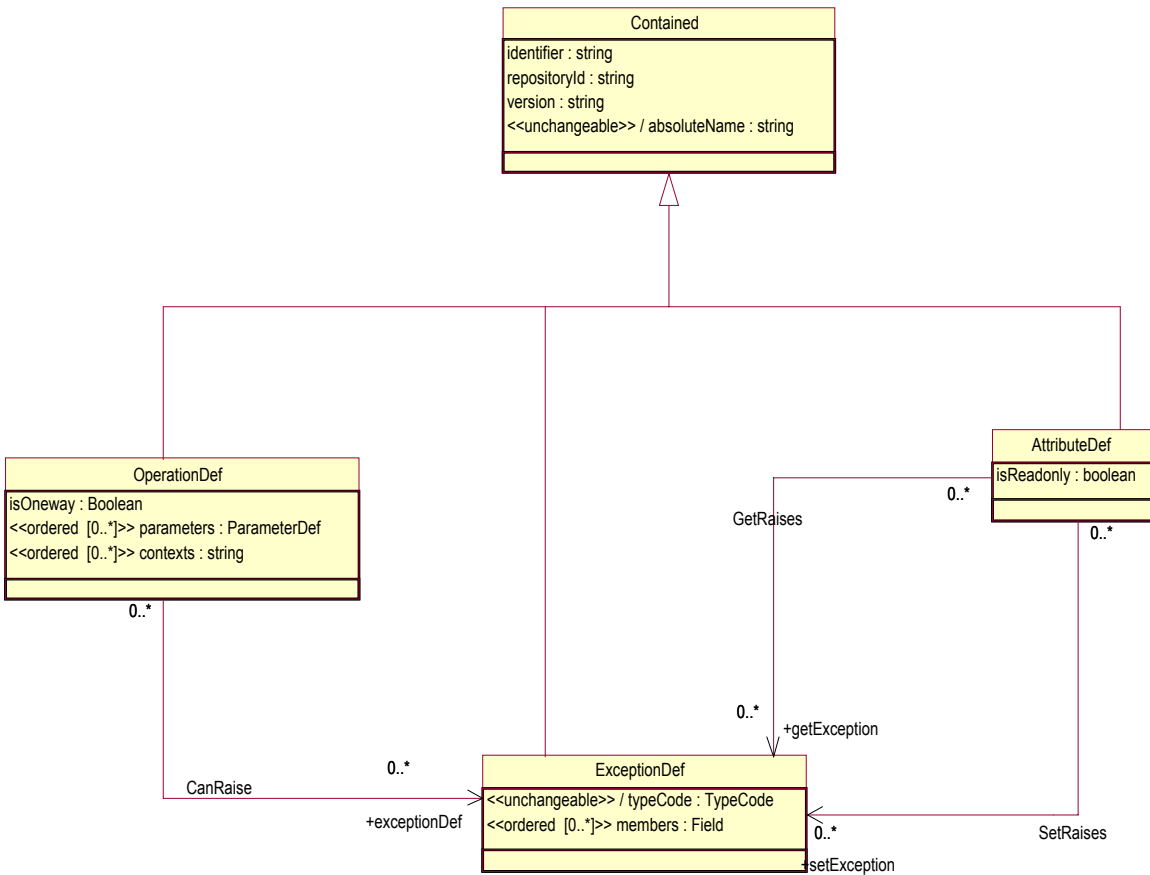 Contained
identifier : string
repositoryId : string
version : string
<<unchangeable>> / absoluteName : string
OperationDef
isOneway : Boolean
<<ordered  [0..*]>> parameters : ParameterDef
<<ordered  [0..*]>> contexts : string
0..*
AttributeDef
isReadonly : boolean
0..*
0..*
GetRaises
0..*
+getException
CanRaise
0..*
+exceptionDef
ExceptionDef
<<unchangeable>> / typeCode : TypeCode
<<ordered  [0..*]>> members : Field
0..*
+setException
SetRaises